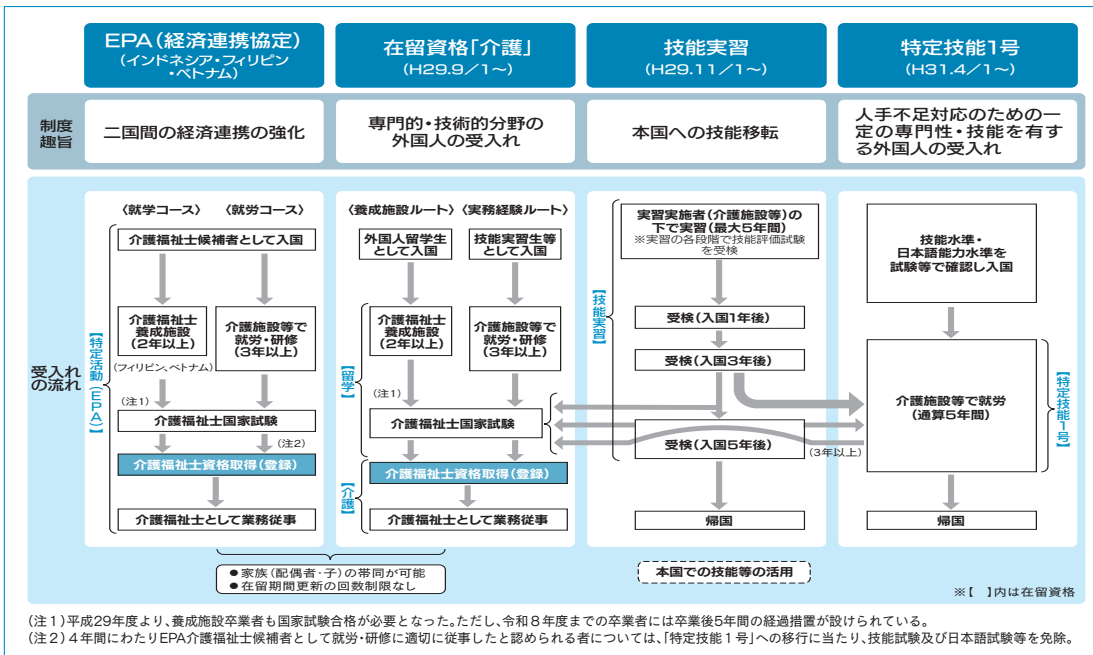 EPA（経済連携協定）
（インドネシア・フィリピン
・ベトナム）
在留資格「介護」
（H29.9/1～）
技能実習
（H29.11/1～）
特定技能1号
（H31.4/1～）
制度
趣旨
二国間の経済連携の強化
専門的・技術的分野の
外国人の受入れ
本国への技能移転
人手不足対応のための一
定の専門性・技能を有す
る外国人の受入れ
受入れ
の流れ
〈就学コース〉
〈就労コース〉
介護福祉士候補者として入国
介護福祉士
養成施設
（2年以上）
介護施設等で
就労・研修
（3年以上）
（フィリピン、ベトナム）
（注1）
介護福祉士国家試験
（注2）
介護福祉士資格取得（登録）
介護福祉士として業務従事
【特定活動（EPA）】
〈養成施設ルート〉
〈実務経験ルート〉
外国人留学生
として入国
技能実習生等
として入国
介護福祉士
養成施設
（2年以上）
介護施設等で
就労・研修
（3年以上）
【留学】
（注1）
介護福祉士国家試験
介護福祉士資格取得（登録）
【介護】
介護福祉士として業務従事
●家族（配偶者・子）の帯同が可能
●在留期間更新の回数制限なし
実習実施者（介護施設等）の
下で実習（最大5年間）
※実習の各段階で技能評価試験
を受検
【技能実習】
受検（入国1年後）
受検（入国3年後）
受検（入国5年後）
（3年以上）
帰国
本国での技能等の活用
技能水準・
日本語能力水準を
試験等で確認し入国
介護施設等で就労
（通算5年間）
【特定技能1号】
帰国
※【　】内は在留資格
（注1）平成29年度より、養成施設卒業者も国家試験合格が必要となった。ただし、令和8年度までの卒業者には卒業後5年間の経過措置が設けられている。
（注2）4年間にわたりEPA介護福祉士候補者として就労・研修に適切に従事したと認められる者については、「特定技能1号」への移行に当たり、技能試験及び日本語試験等を免除。